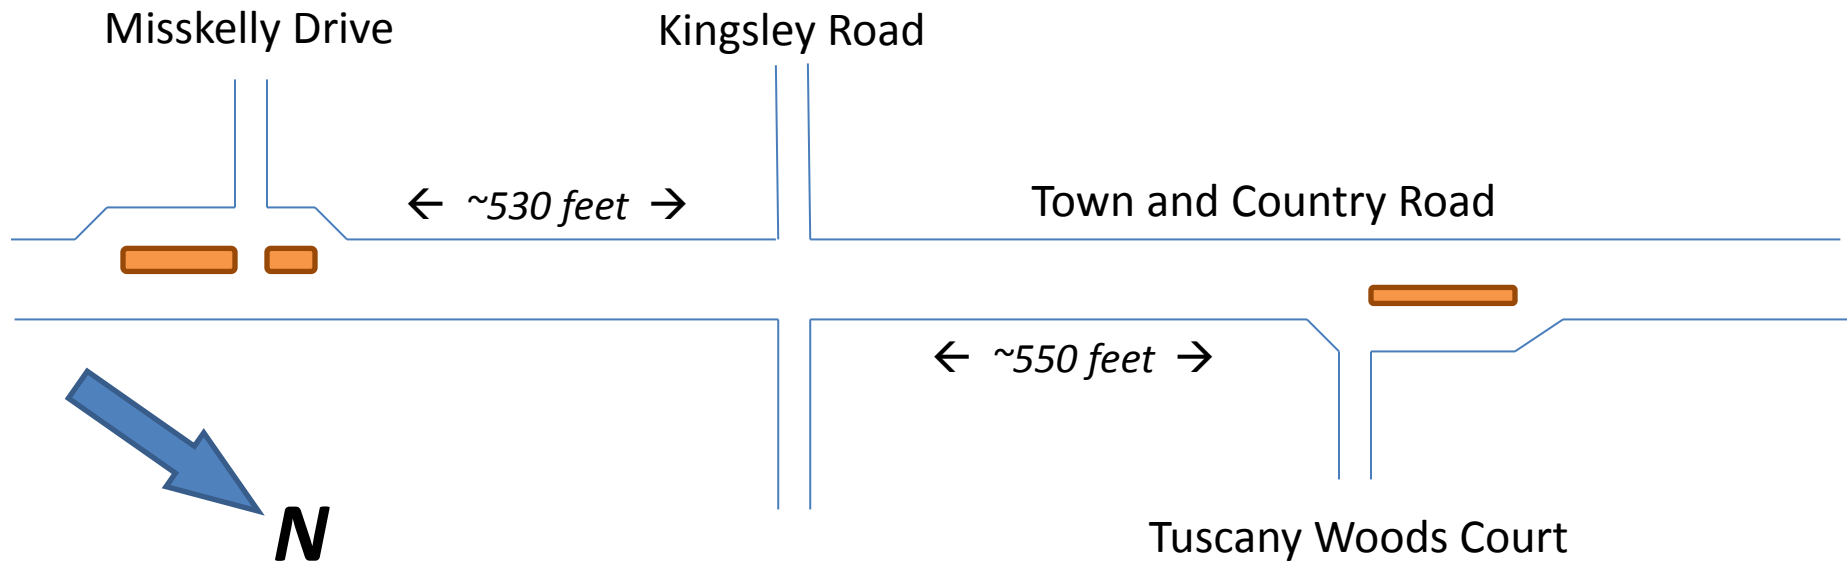 Misskelly Drive
Kingsley Road
← ~530 feet →
Town and Country Road
← ~550 feet →
N
Tuscany Woods Court